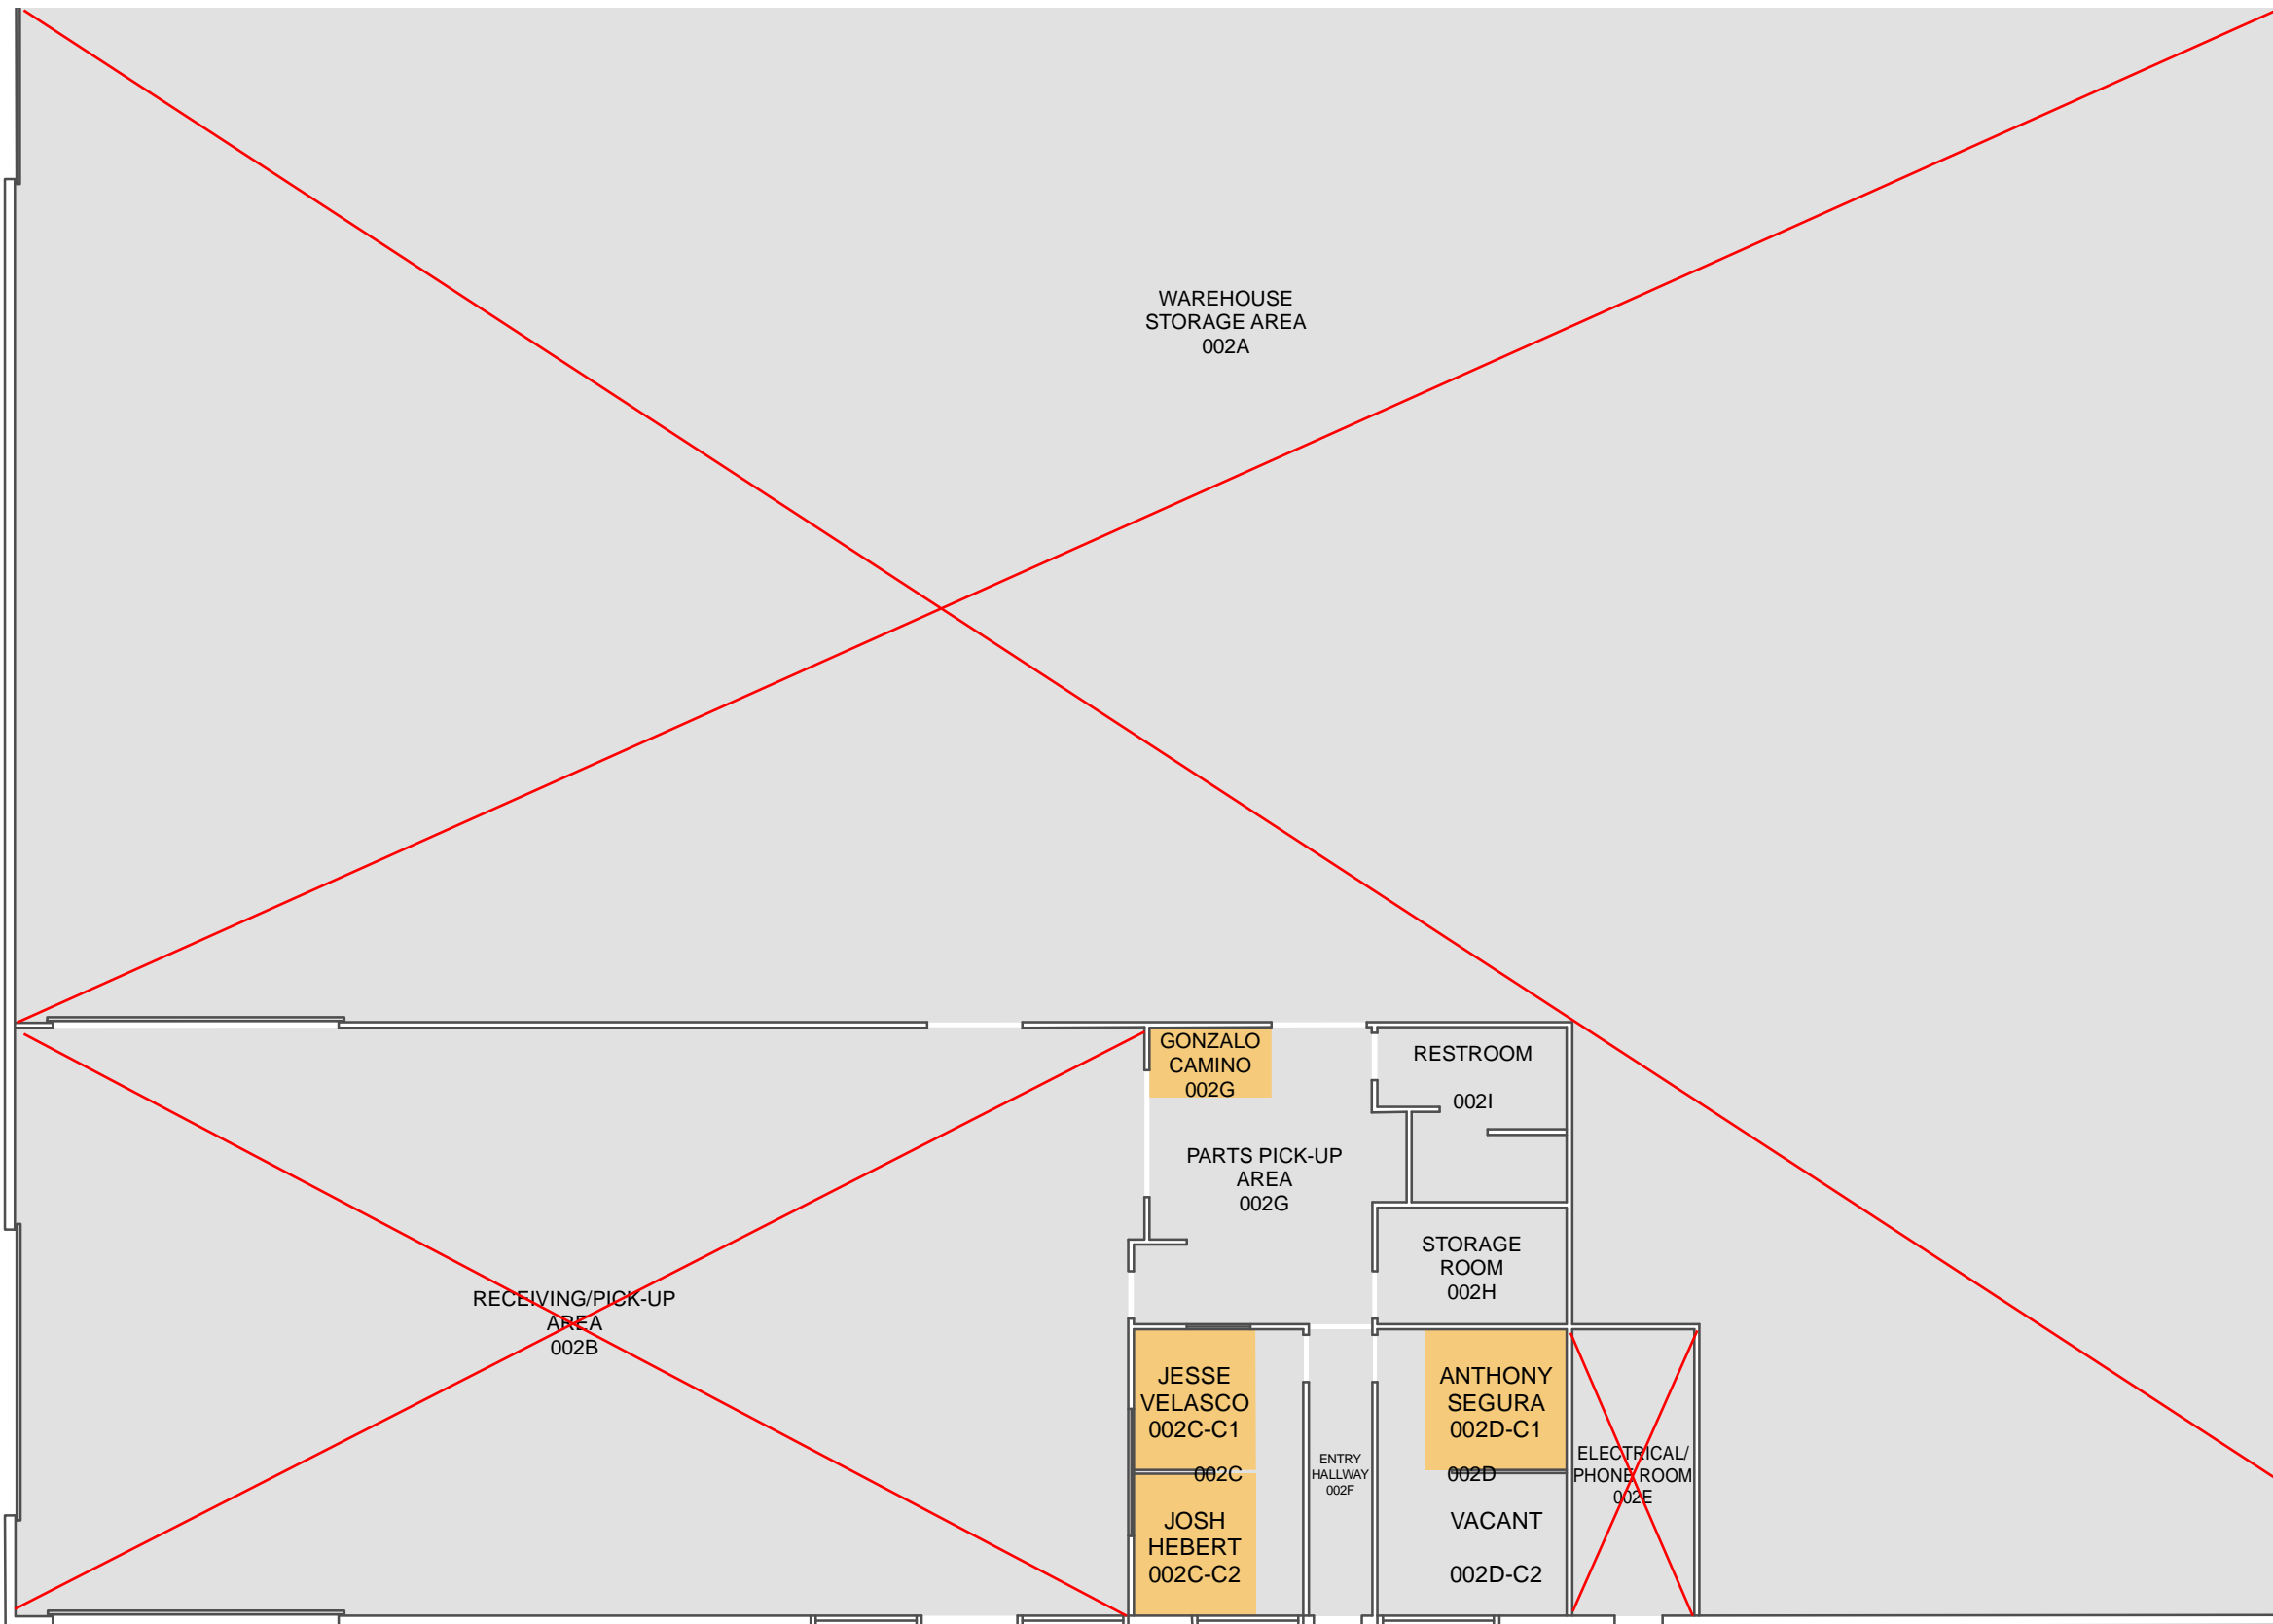 WAREHOUSE
STORAGE AREA
002A
GONZALO
CAMINO
002G
RESTROOM
002I
PARTS PICK-UP
AREA
002G
STORAGE
ROOM
002H
RECEIVING/PICK-UP
AREA
002B
JESSE
VELASCO
002C-C1
002C
JOSH
HEBERT
002C-C2
ENTRY
HALLWAY
002F
ANTHONY
SEGURA
002D-C1
002D
VACANT
002D-C2
ELECTRICAL/
PHONE ROOM
002E